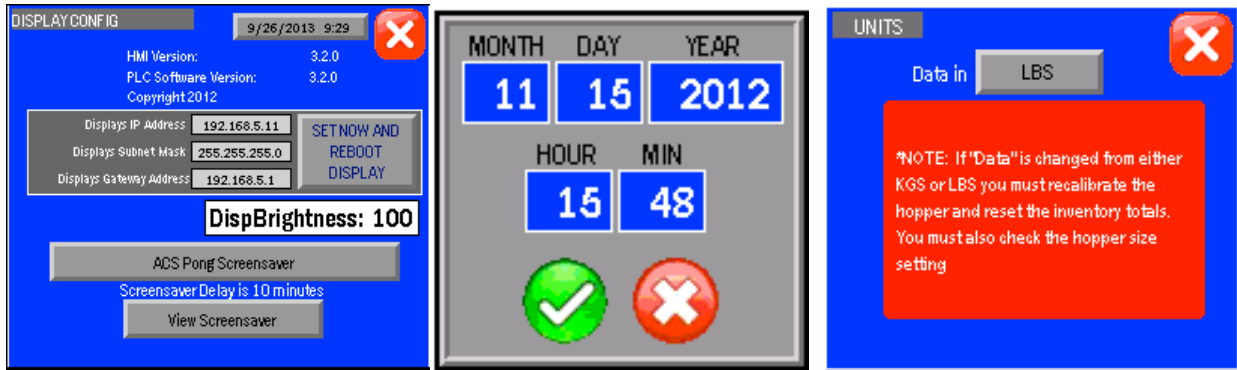 DISPLAY CONFIG
9/26/2013 9:29
HMI Version: 3.2.0
PLC Software Version: 3.2.0
Copyright 2012
Displays IP Address 192.168.5.11
Displays Subnet Mask 255.255.255.0
Displays Gateway Address 192.168.5.1
SET NOW AND
REBOOT
DISPLAY
DispBrightness: 100
ACS Pong Screensaver
Screensaver Delay is 10 minutes
View Screensaver
MONTH DAY YEAR
11 15 2012
HOUR MIN
15 48
UNITS
Data in LBS
*NOTE: If "Data" is changed from either
KGS or LBS you must recalibrate the
hopper and reset the inventory totals.
You must also check the hopper size
setting